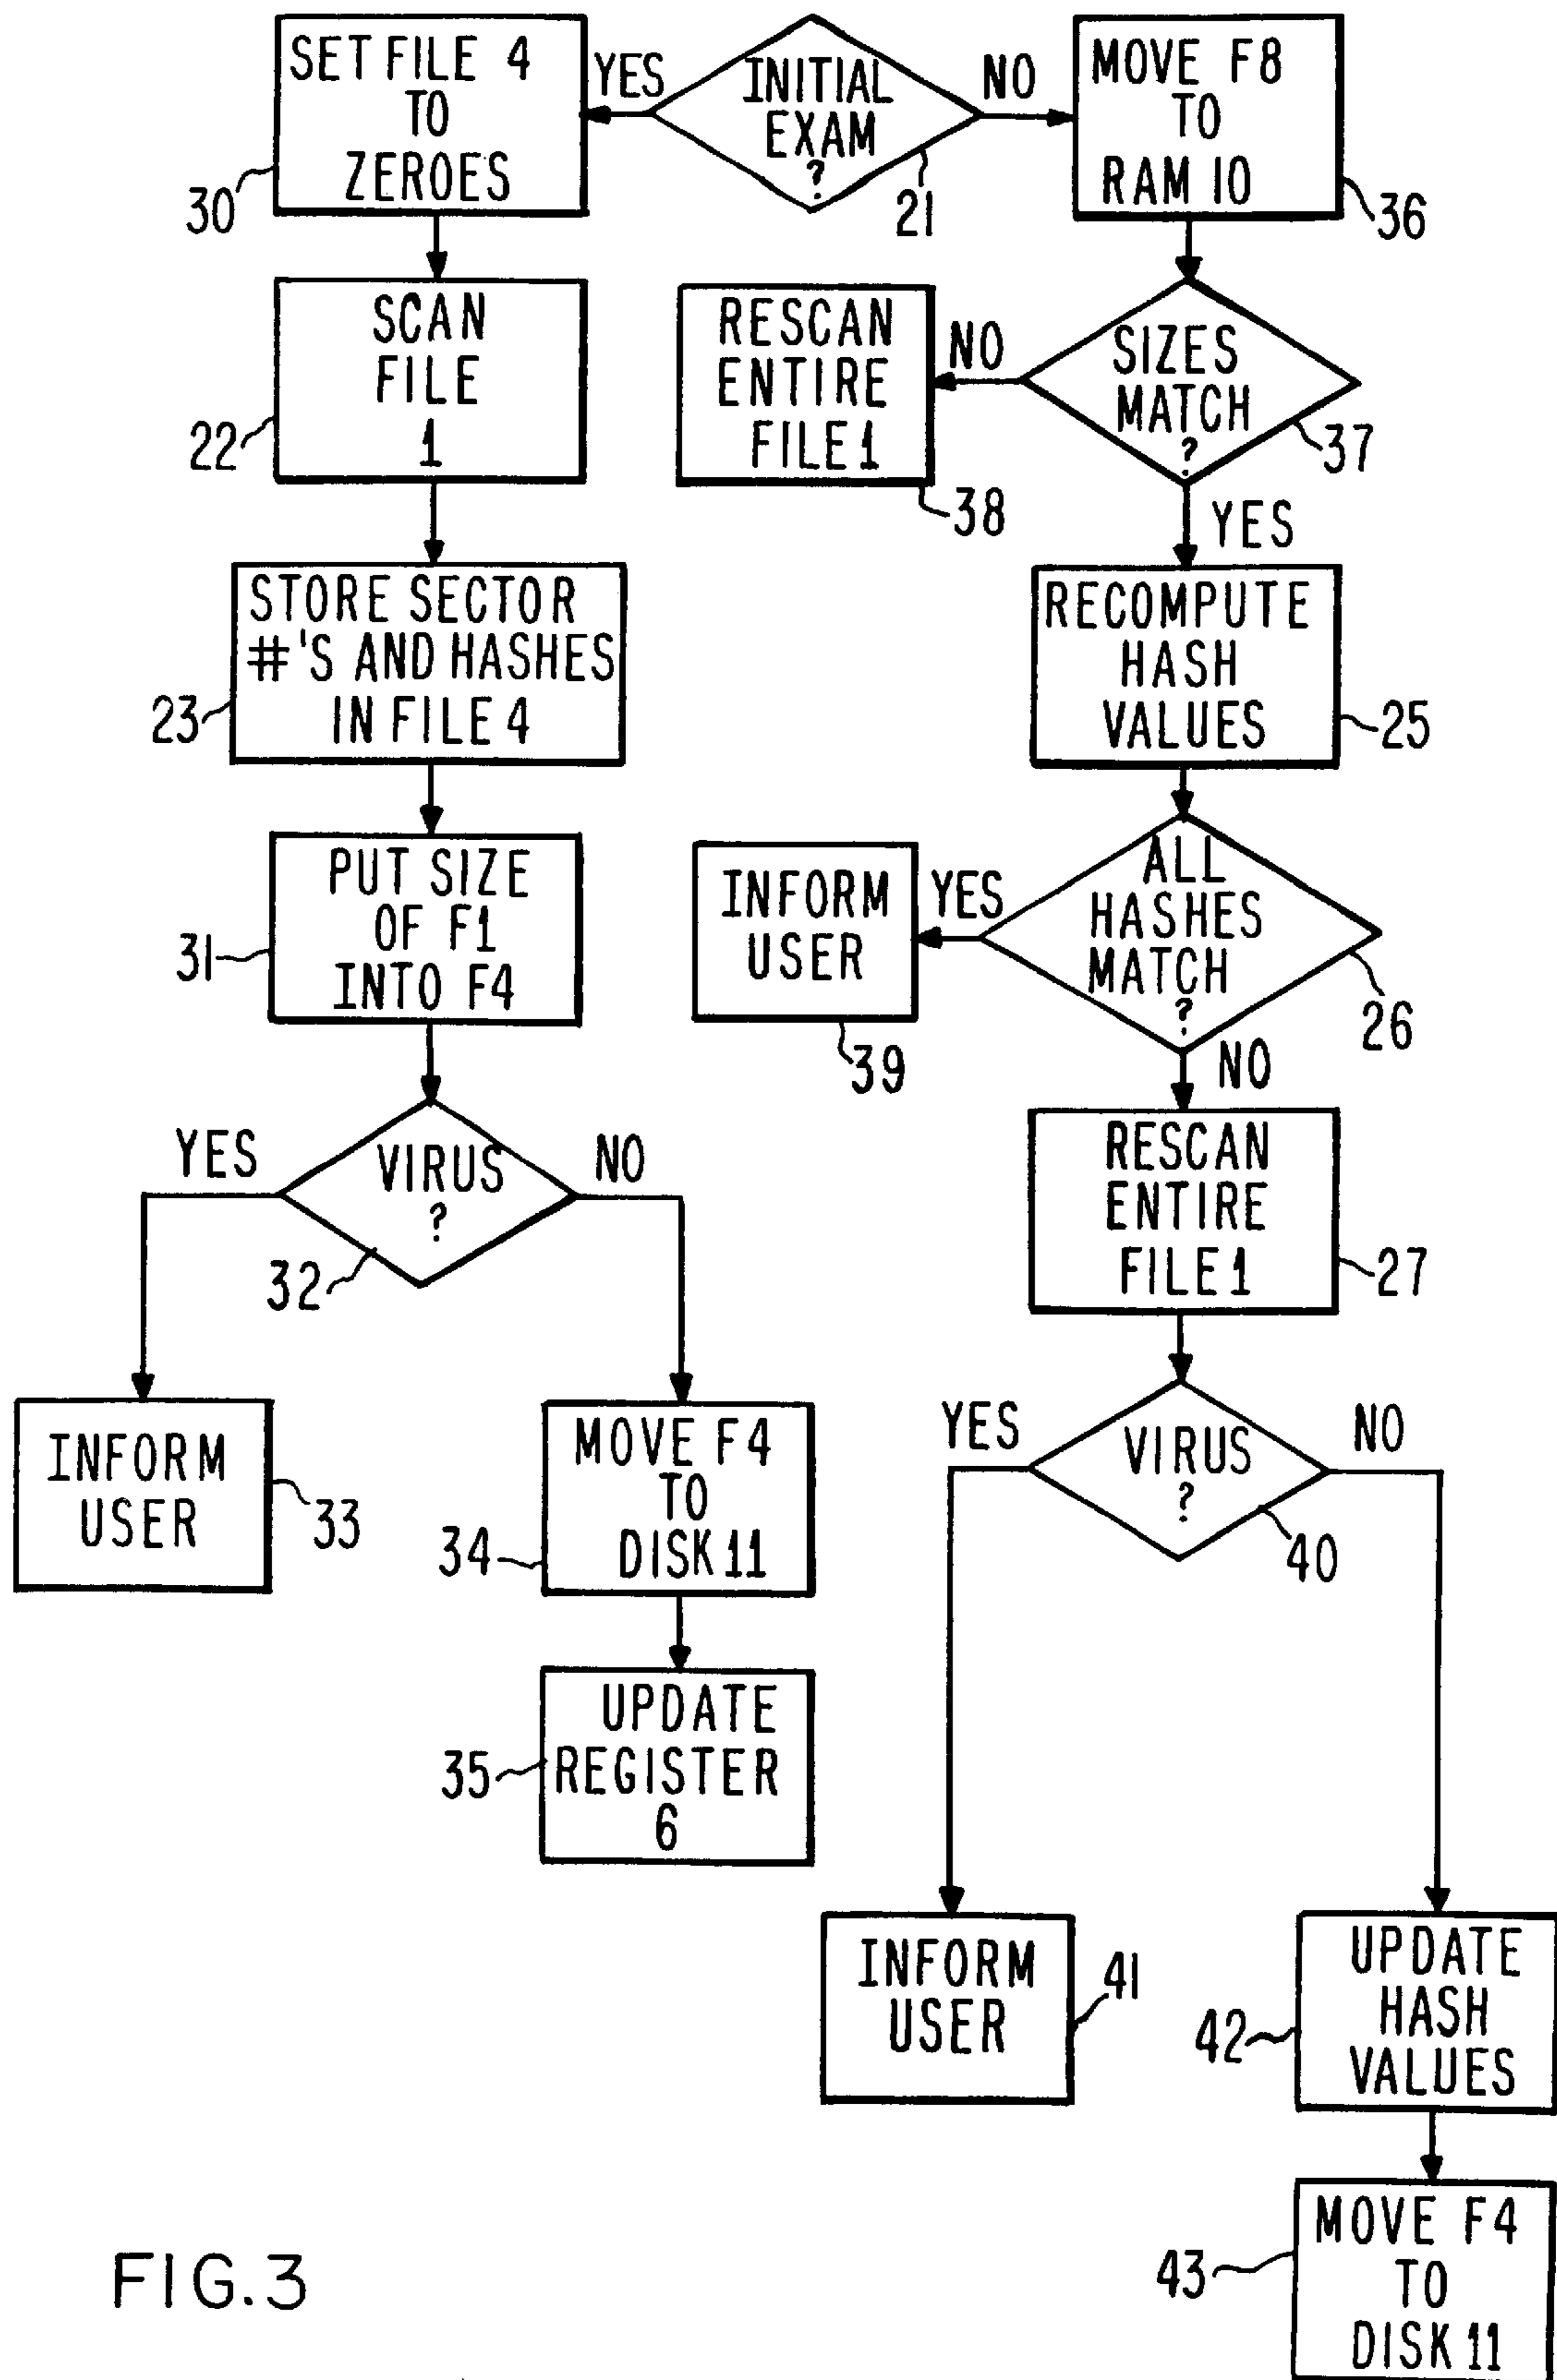 SET FILE 4
TO
ZEROES
30
YES
INITIAL
EXAM
?
21
NO
MOVE F8
TO
RAM 10
36
SCAN
FILE
1
22
RESCAN
ENTIRE
FILE 1
38
NO
SIZES
MATCH
?
37
YES
STORE SECTOR
#'S AND HASHES
IN FILE 4
23
RECOMPUTE
HASH
VALUES
25
PUT SIZE
OF F1
INTO F4
31
INFORM
USER
39
YES
ALL
HASHES
MATCH
?
26
NO
YES
VIRUS
?
32
NO
RESCAN
ENTIRE
FILE 1
27
INFORM
USER
33
MOVE F4
TO
DISK 11
34
YES
VIRUS
?
40
NO
UPDATE
REGISTER
6
35
INFORM
USER
41
UPDATE
HASH
VALUES
42
MOVE F4
TO
DISK 11
43
FIG.3